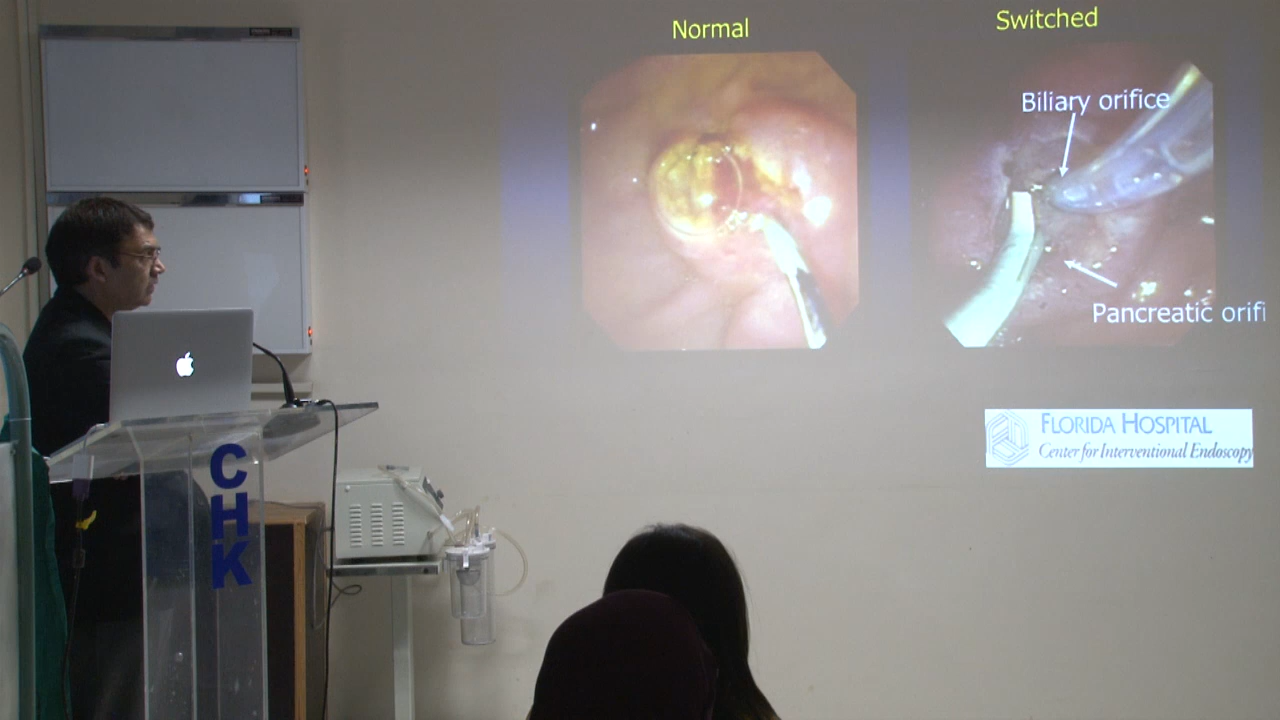 Normal
Switched
Biliary orifice
Pancreatic orifi
FLORIDA HOSPITAL
Center for Interventional Endoscopy
CHK